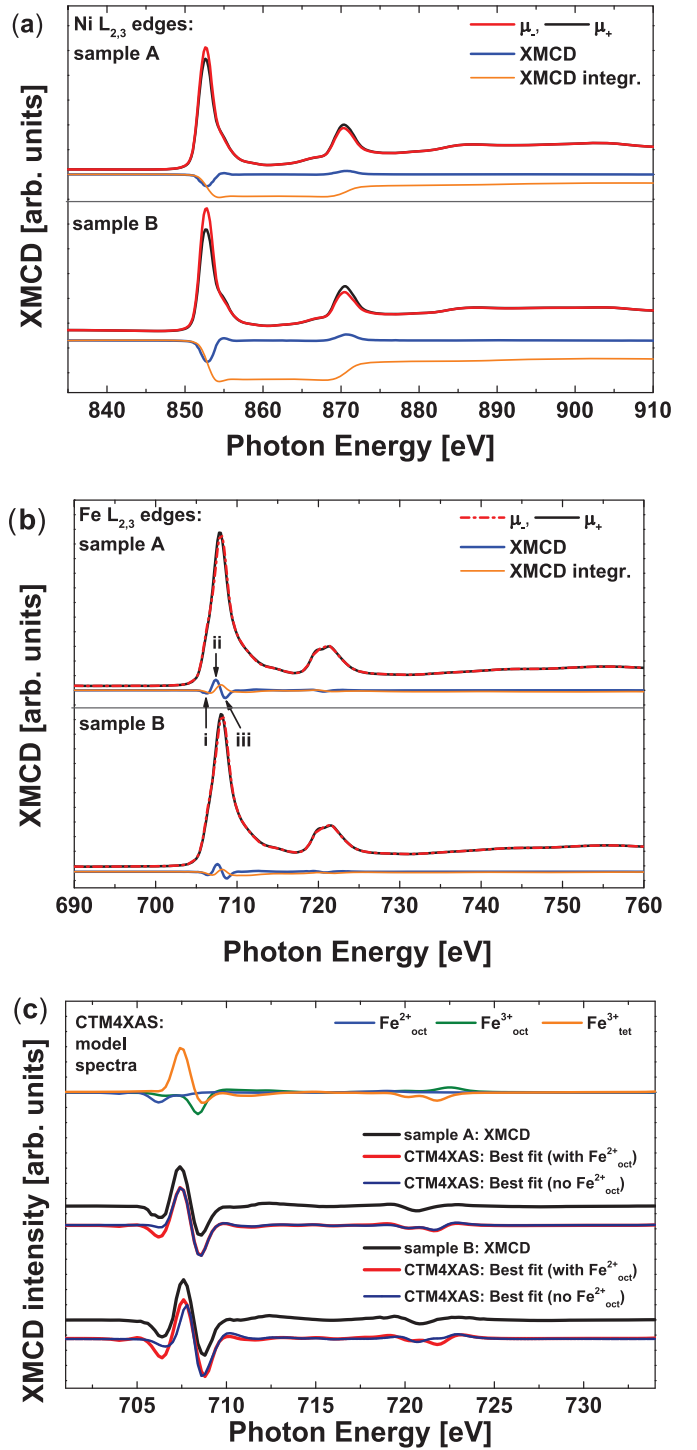 (a)
Ni L2,3 edges:
sample A
μ-, μ+
XMCD
XMCD integr.
sample B
XMCD [arb. units]
840 850 860 870 880 890 900 910
Photon Energy [eV]
(b)
Fe L2,3 edges:
sample A
μ-, μ+
XMCD
XMCD integr.
ii
i
iii
sample B
XMCD [arb. units]
690 700 710 720 730 740 750 760
Photon Energy [eV]
(c)
CTM4XAS:
model
spectra
Fe2+oct Fe3+oct Fe3+tet
sample A: XMCD
CTM4XAS: Best fit (with Fe2+oct)
CTM4XAS: Best fit (no Fe2+oct)
sample B: XMCD
CTM4XAS: Best fit (with Fe2+oct)
CTM4XAS: Best fit (no Fe2+oct)
XMCD intensity [arb. units]
705 710 715 720 725 730
Photon Energy [eV]